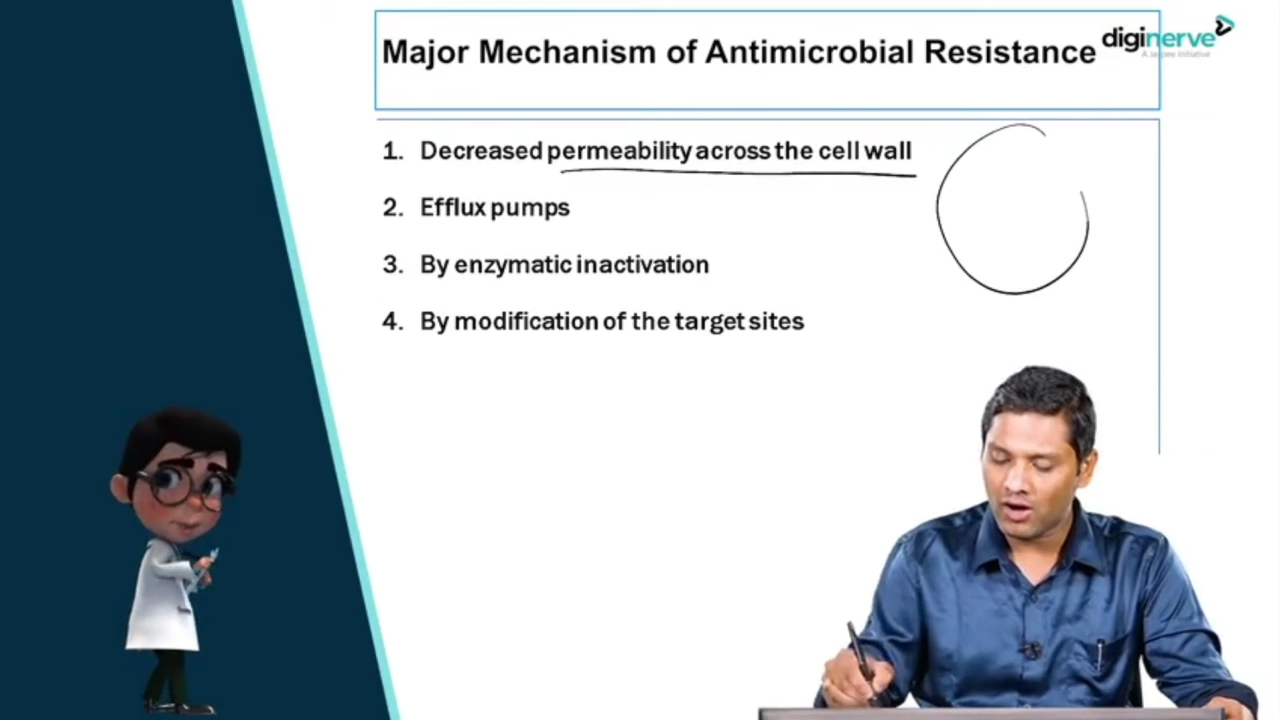 Major Mechanism of Antimicrobial Resistance
diginerve
1. Decreased permeability across the cell wall
2. Efflux pumps
3. By enzymatic inactivation
4. By modification of the target sites